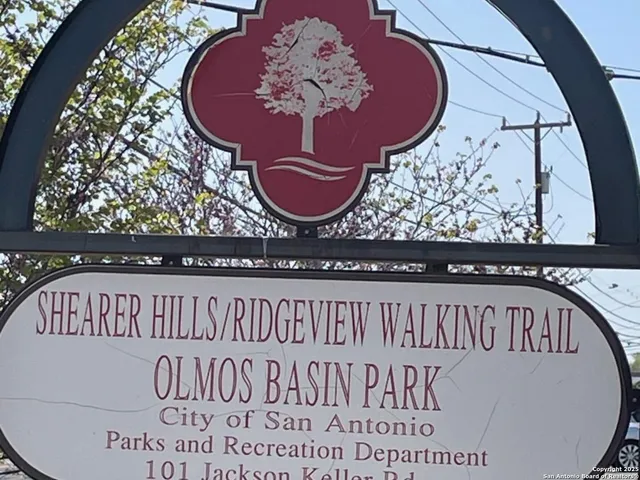 SHEARER HILLS/RIDGEVIEW WALKING TRAIL
OLMOS BASIN PARK
City of San Antonio
Parks and Recreation Department
101 Jackson Keller Rd
Copyright 2025
San Antonio Board of Realtors